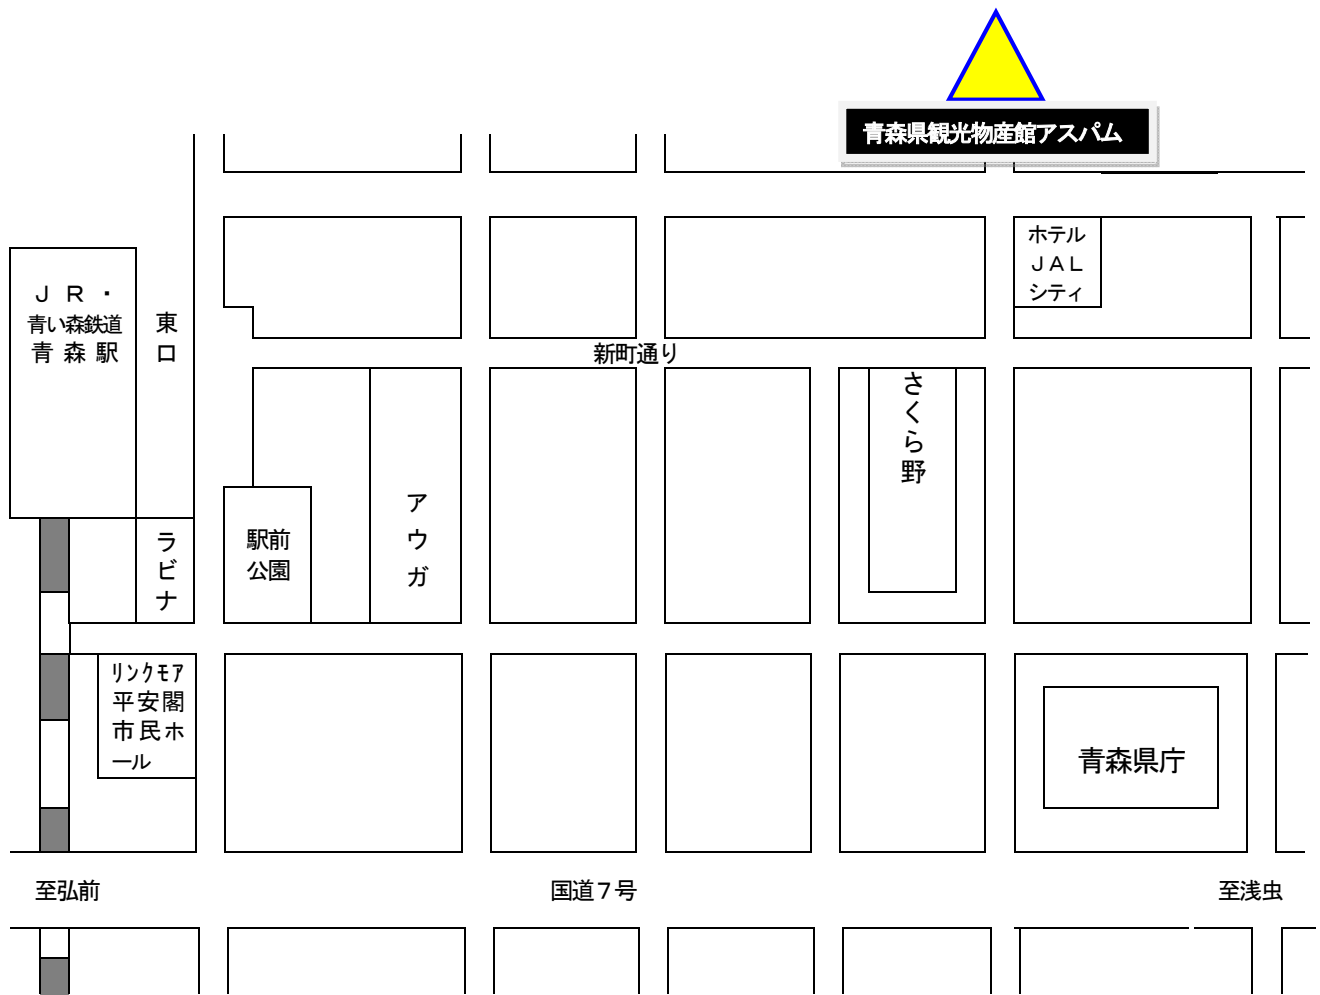 青森県観光物産館アスパム
ホテル
ＪＡＬ
シティ
ＪＲ・
青い森鉄道
青森駅
東口
新町通り
さくら野
アウガ
駅前
公園
ラビナ
ﾘﾝｸﾓｱ
平安閣
市民ホ
ール
青森県庁
至弘前
国道７号
至浅虫